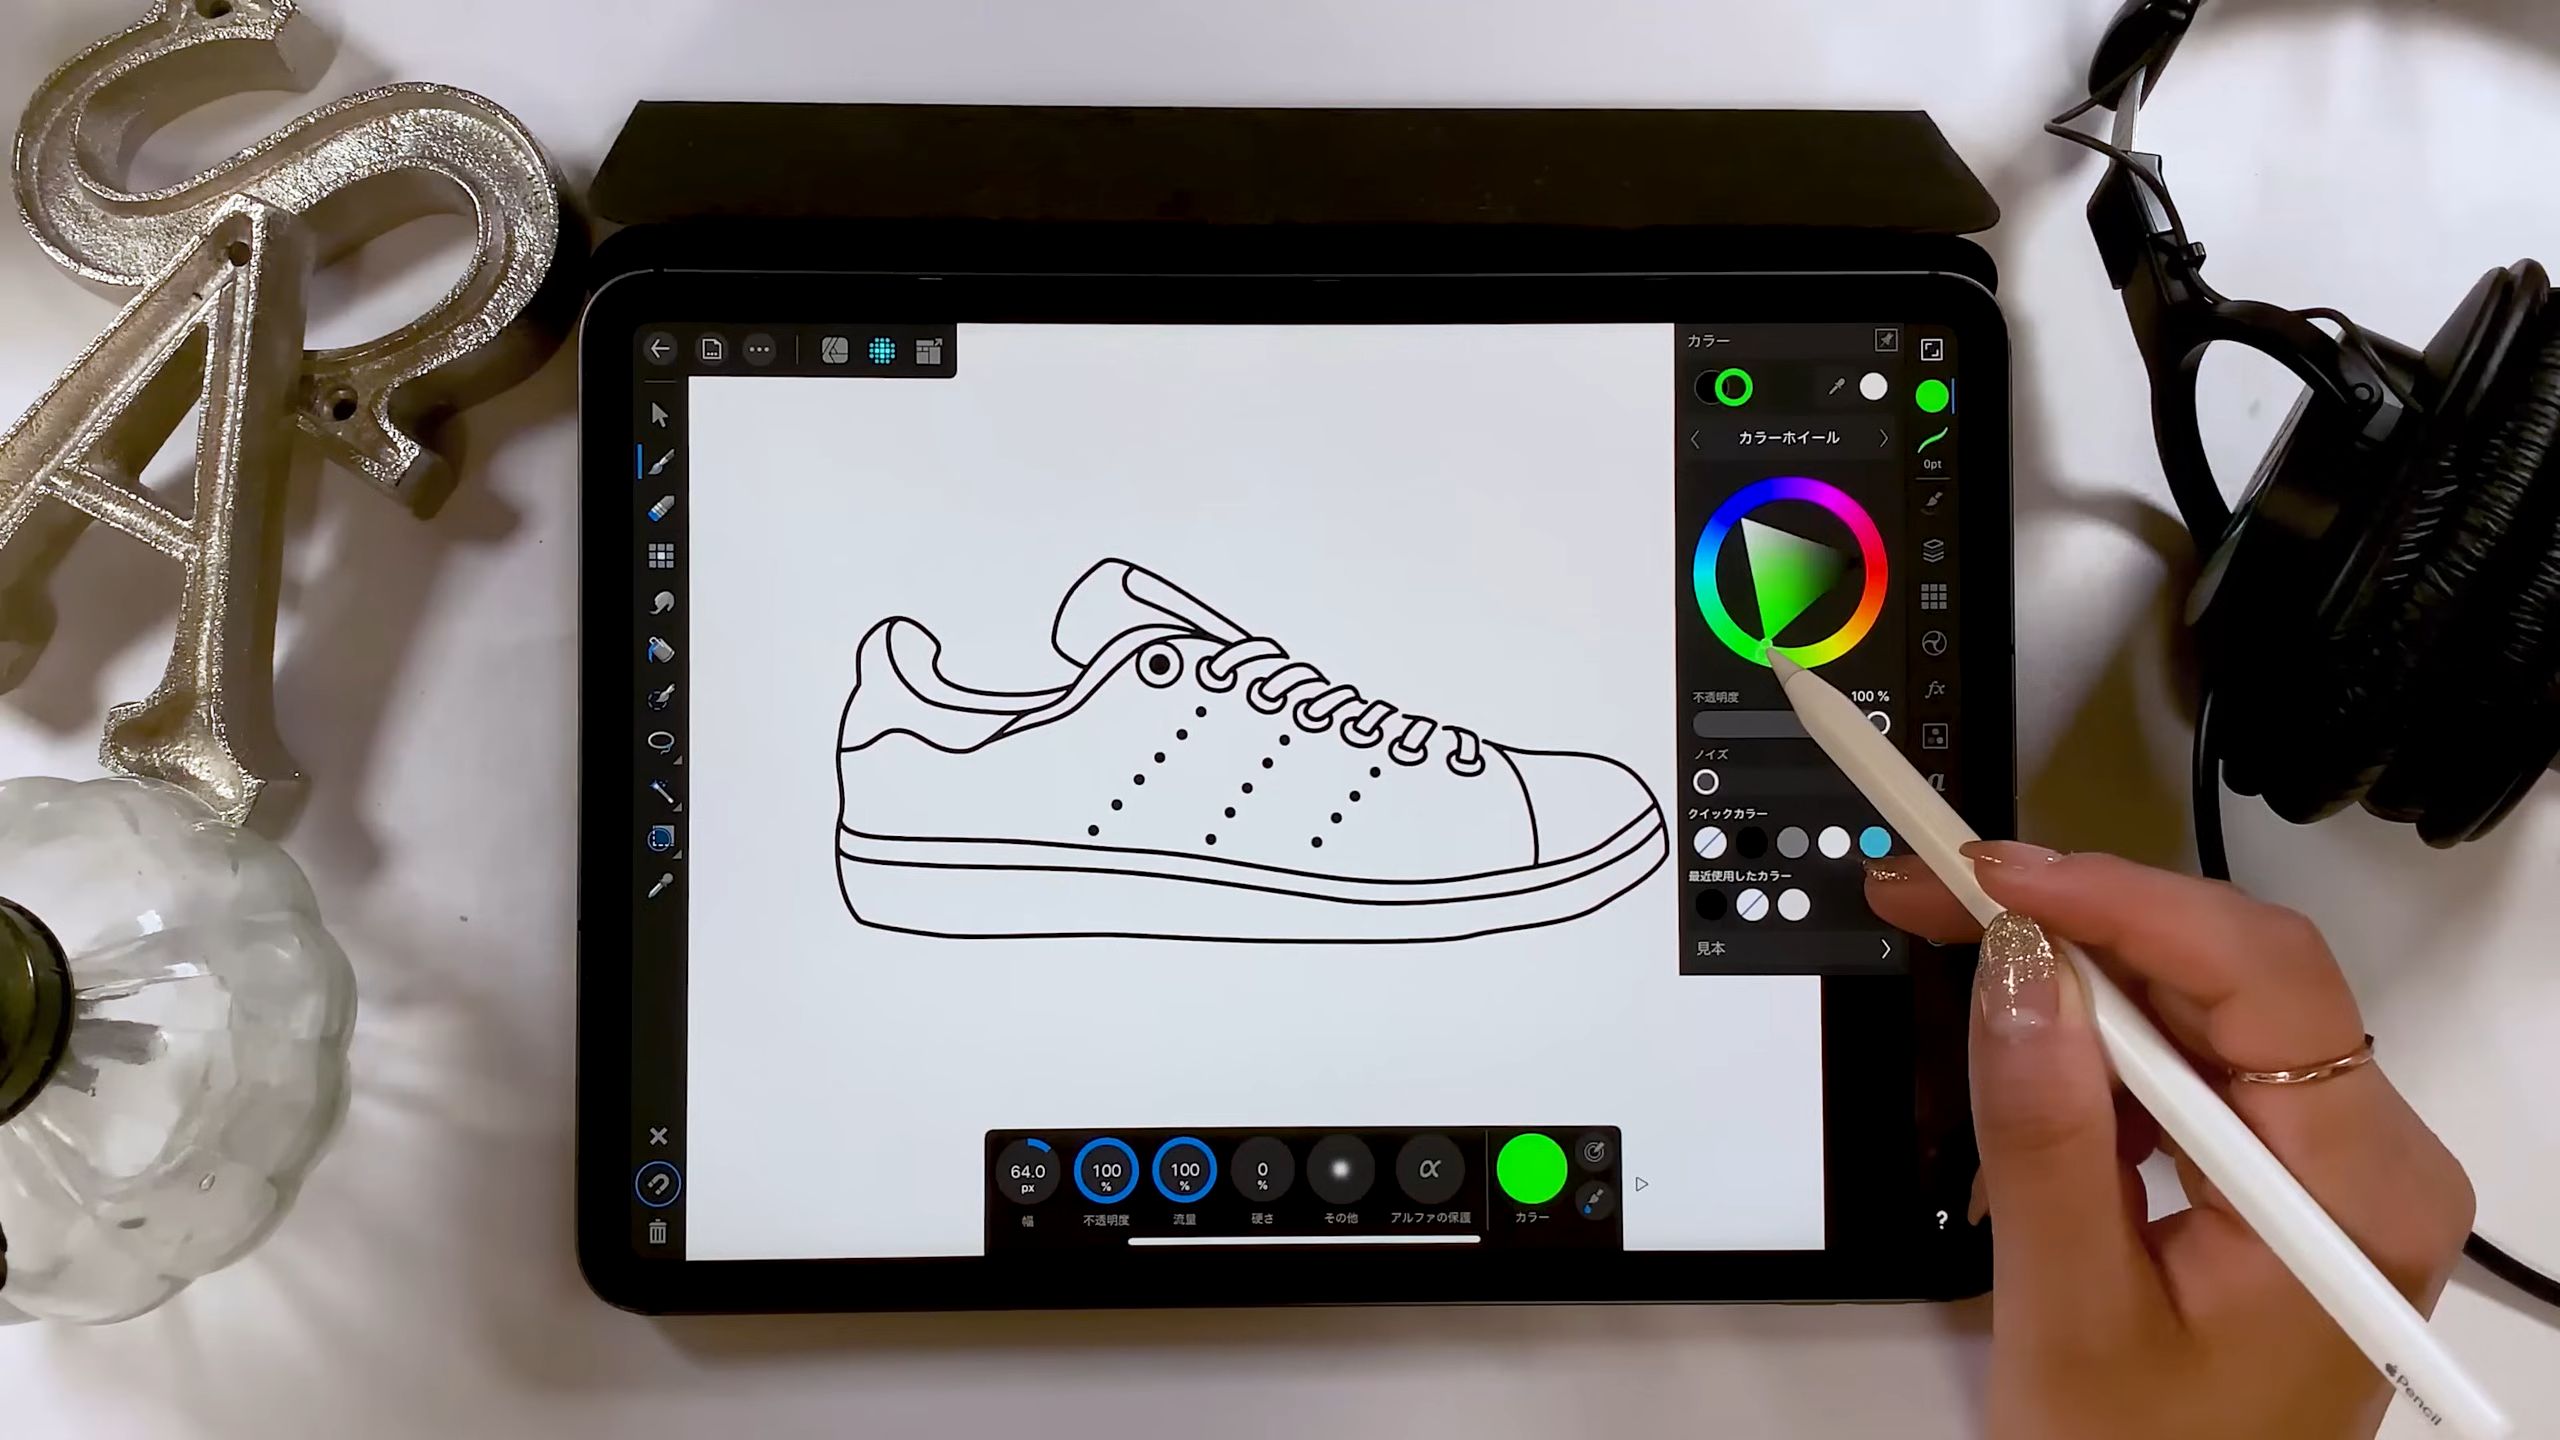 S
A
カラー
カラーホイール
0pt
不透明度 100 %
ノイズ
fx
a
クイックカラー
最近使用したカラー
見本
64.0 px
100 %
100 %
0 %
α
幅
不透明度
流量
硬さ
その他
アルファの保護
カラー
?
Pencil